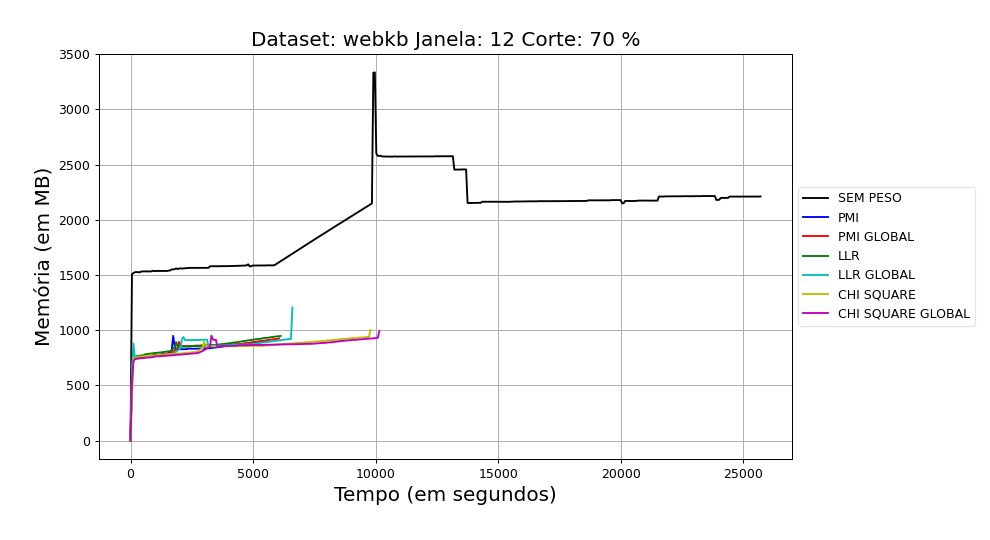 Dataset: webkb Janela: 12 Corte: 70 %
Memória (em MB)
3500
3000
2500
2000
1500
1000
500
0
0 5000 10000 15000 20000 25000
Tempo (em segundos)
SEM PESO
PMI
PMI GLOBAL
LLR
LLR GLOBAL
CHI SQUARE
CHI SQUARE GLOBAL